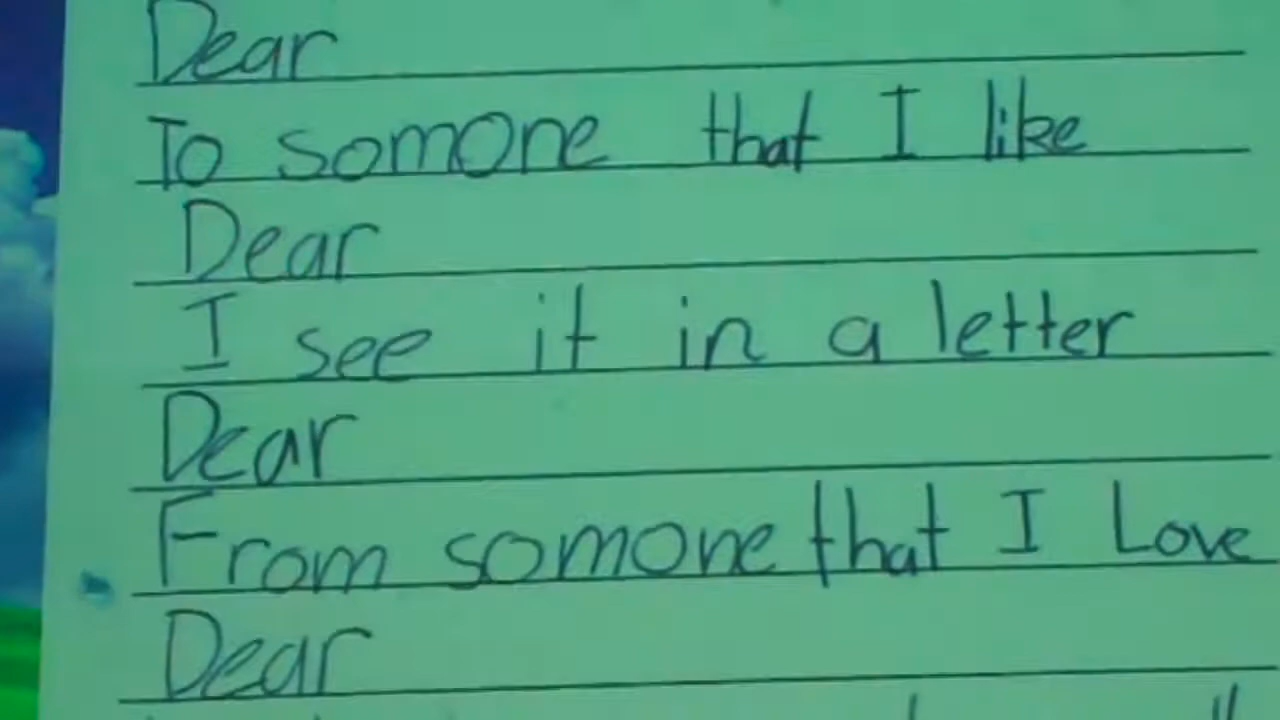 Dear
To somone that I like
Dear
I see it in a letter
Dear
From somone that I Love
Dear